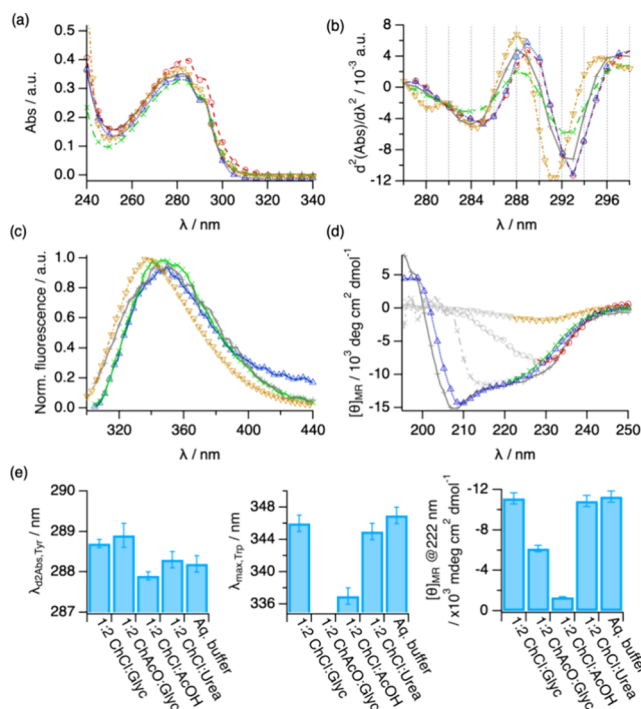 (a)
Abs / a.u.
0.5
0.4
0.3
0.2
0.1
0.0
240
260
280
300
320
340
λ / nm
(b)
d²(Abs)/dλ² / 10⁻³ a.u.
8
4
0
-4
-8
-12
280
284
288
292
296
λ / nm
(c)
Norm. fluorescence / a.u.
1.0
0.8
0.6
0.4
0.2
0.0
320
360
400
440
λ / nm
(d)
[θ]MR / 10³ deg cm² dmol⁻¹
5
0
-5
-10
-15
200
210
220
230
240
250
λ / nm
(e)
λd2Abs,Tyr / nm
290
289
288
287
1:2 ChCl:Glyc
1:2 ChAcO:Glyc
1:2 ChCl:AcOH
1:2 ChCl:Urea
Aq. buffer
λmax,Trp / nm
348
344
340
336
1:2 ChCl:Glyc
1:2 ChAcO:Glyc
1:2 ChCl:AcOH
1:2 ChCl:Urea
Aq. buffer
[θ]MR @222 nm
/ x10³ mdeg cm² dmol⁻¹
-12
-8
-4
0
1:2 ChCl:Glyc
1:2 ChAcO:Glyc
1:2 ChCl:AcOH
1:2 ChCl:Urea
Aq. buffer